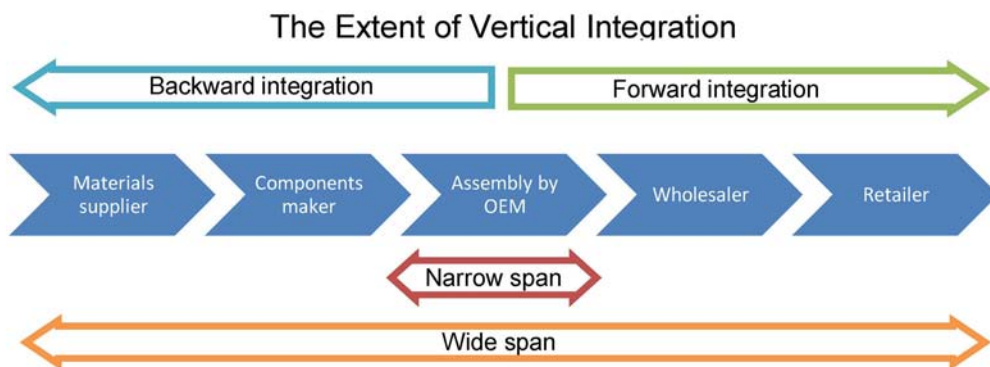 The Extent of Vertical Integration
Backward integration
Forward integration
Materials
supplier
Components
maker
Assembly by
OEM
Wholesaler
Retailer
Narrow span
Wide span